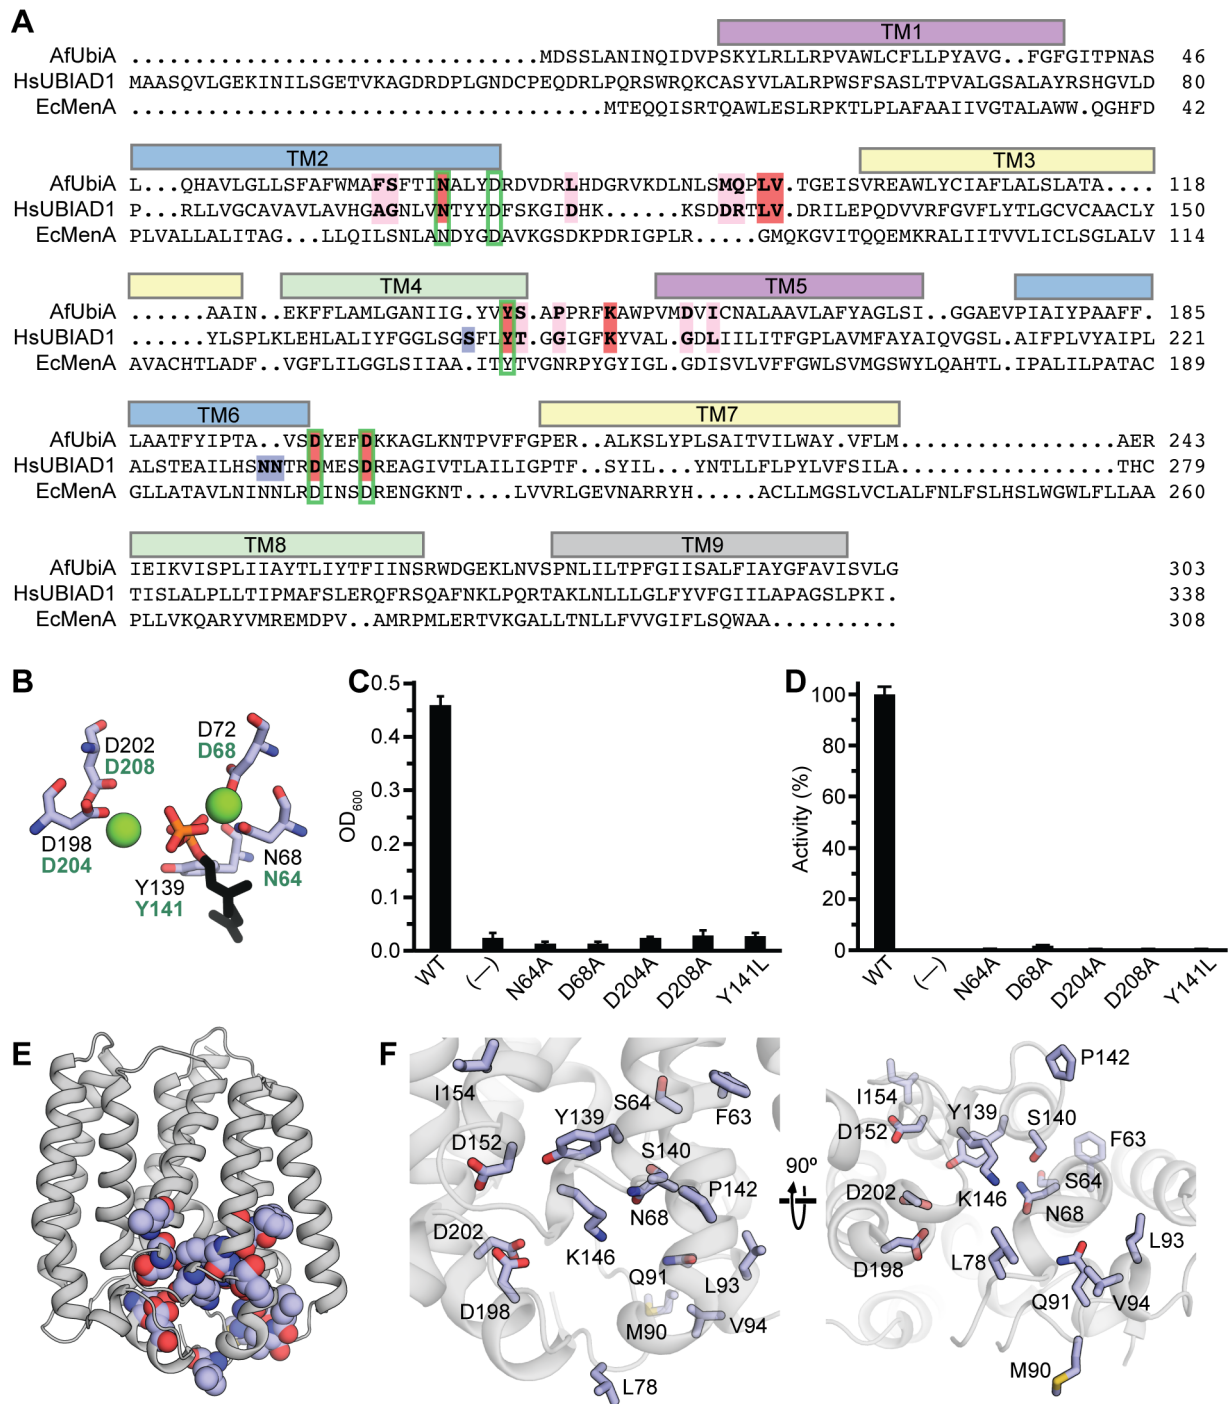 A
TM1
AfUbiA ................................MDSSLANINQIDVPSKYLRLLRPVAWLCFLLPYAVG..FGFGITPNAS 46
HsUBIAD1 MAASQVLGEKINILSGETVKAGDRDPLGNDCPEQDRLPQRSWRQKCASYVLALRPWSFSASLTPVALGSALAYRSHGVLD 80
EcMenA .....................................MTEQQISRTQAWLESLRPKTLPLAFAAIIVGTALAWW.QGHFD 42
TM2 TM3
AfUbiA L...QHAVLGLLSFAFWMAFSFTINALYDRDVDRLHDGRVKDLNLSMQPLV.TGEISVREAWLYCIAFLALSLATA.... 118
HsUBIAD1 P...RLLVGCAVAVLAVHGAGNLVNTYYDFSKGIDHK......KSDDRTLV.DRILEPQDVVRFGVFLYTLGCVCAACLY 150
EcMenA PLVALLALITAG...LLQILSNLANDYGDAVKGSDKPDRIGPLR.....GMQKGVITQQEMKRALIITVVLICLSGLALV 114
TM4 TM5
AfUbiA ......AAIN..EKFFLAMLGANIIIG.YVYS.APPRFKAWPVMDVICNALAAVLAFYAGLSI..GGAEVPIAIYPAAFF. 185
HsUBIAD1 ......YLSPLKLEHLALIYFGGLSGSFLYTGGIGFKYVALGDLIILITFGPLAVMFAYAIQVGSL.AIFPLVYAIPL 221
EcMenA AVACHTLADF..VGFLILGGLSIIAA.ITYTVGNRPYGYIGL.GDISVLVFFGWLSVMGSWYLQAHTL.IPALILPATAC 189
TM6 TM7
AfUbiA LAATFYIPTA..VSDYEFDKKAGLKNTPVFFGPER..ALKSLYPLSAITVILWAY.VFLM.................AER 243
HsUBIAD1 ALSTEAILHSNNTRDMESDREAGIVTLAILIGPTF..SYIL...YNTLLFLPYLVFSILA.................THC 279
EcMenA GLLATAVLNINNLRDINSDRENGKNT....LVVRLGEVNARRYH.....ACLLMGSLVCLALFNLFSLHSLWGWLFLLAA 260
TM8 TM9
AfUbiA IEIKVISPLIIAYTLIYTFIINSRWDGEKLNVSPNLILTPFGIISALFIAYGFAVISVLG 303
HsUBIAD1 TISLALPLLTIPMAFSLERQFRSQAFNKLPQRTAKLNLLLGLFYVFGIILAPAGSLPKI. 338
EcMenA PLLVKQARYVMREMDPV..AMRPMLERTVKGALLTNLLFVVGIFLSQWAA.......... 308
B
D202
D208
D72
D68
D198
D204
N68
N64
Y139
Y141
C
OD600
0.5
0.4
0.3
0.2
0.1
0.0
WT (—) N64A D68A D204A D208A Y141L
D
Activity (%)
100
80
60
40
20
0
WT (—) N64A D68A D204A D208A Y141L
E
F
I154
S64
F63
Y139
D152
S140
P142
N68
D202
K146
Q91
L93
D198
M90
V94
L78
90º
P142
I154
Y139
S140
F63
D152
S64
D202
K146
N68
L93
D198
L78
Q91
V94
M90